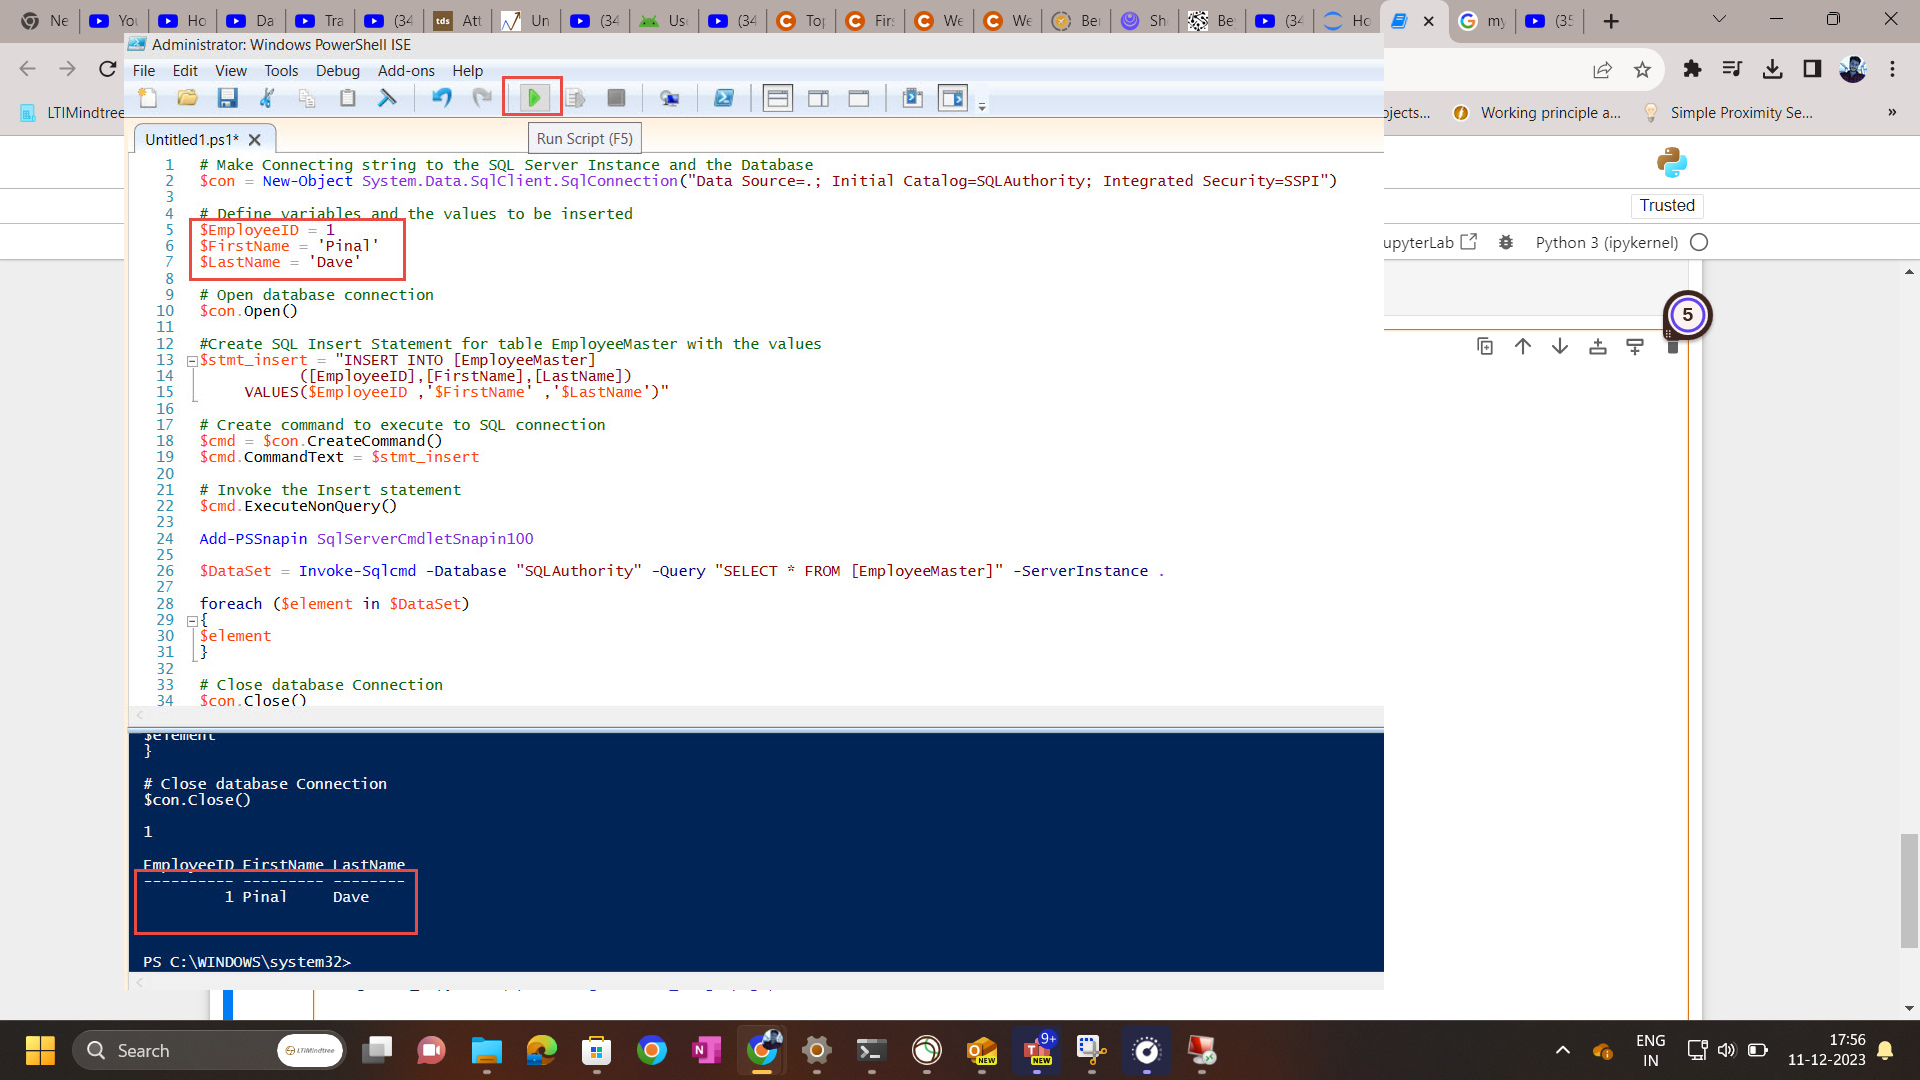 Ne
You
Ho
Da
Tra
(34
tds
Att
Un
(34
Use
(34
Top
Firs
We
We
Ber
Sh
Be
(34
Ho
my
(35
Administrator: Windows PowerShell ISE
File Edit View Tools Debug Add-ons Help
LTIMindtree
ojects...
Working principle a...
Simple Proximity Se...
»
Untitled1.ps1*
Run Script (F5)
1 # Make Connecting string to the SQL Server Instance and the Database
2 $con = New-Object System.Data.SqlClient.SqlConnection("Data Source=.; Initial Catalog=SQLAuthority; Integrated Security=SSPI")
3
4 # Define variables and the values to be inserted
5 $EmployeeID = 1
6 $FirstName = 'Pinal'
7 $LastName = 'Dave'
8
9 # Open database connection
10 $con.Open()
11
12 #Create SQL Insert Statement for table EmployeeMaster with the values
13 $stmt_insert = "INSERT INTO [EmployeeMaster]
14 ([EmployeeID],[FirstName],[LastName])
15 VALUES($EmployeeID ,'$FirstName' ,'$LastName')"
16
17 # Create command to execute to SQL connection
18 $cmd = $con.CreateCommand()
19 $cmd.CommandText = $stmt_insert
20
21 # Invoke the Insert statement
22 $cmd.ExecuteNonQuery()
23
24 Add-PSSnapin SqlServerCmdletSnapin100
25
26 $DataSet = Invoke-Sqlcmd -Database "SQLAuthority" -Query "SELECT * FROM [EmployeeMaster]" -ServerInstance .
27
28 foreach ($element in $DataSet)
29 {
30 $element
31 }
32
33 # Close database Connection
34 $con.Close()
Trusted
upyterLab
Python 3 (ipykernel)
5
$element
}
# Close database Connection
$con.Close()
1
EmployeeID FirstName LastName
---------- --------- --------
1 Pinal Dave
PS C:\WINDOWS\system32>
Search
LTIMindtree
NEW
9+
NEW
ENG
IN
17:56
11-12-2023